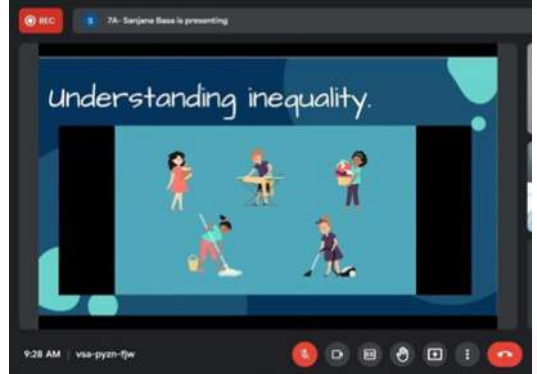 REC
S
7A- Sanjana Basa is presenting
Understanding inequality.
9:28 AM | vsa-pyzn-fjw